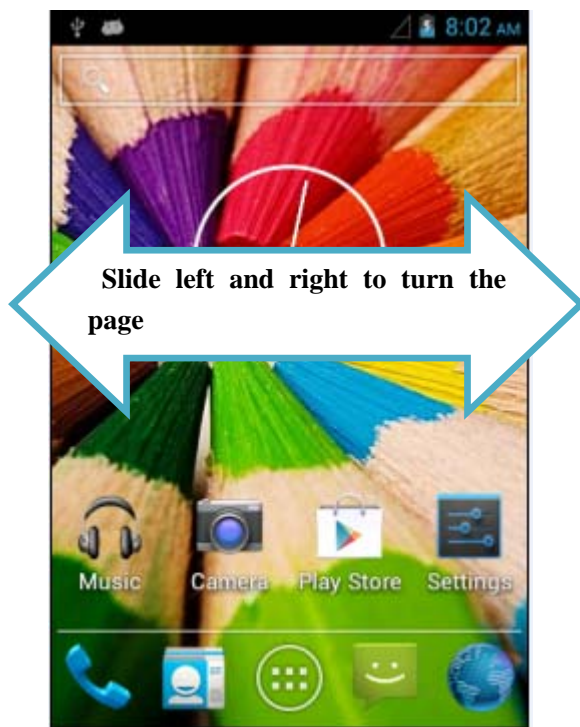 8:02 AM
Slide left and right to turn the
page
Music Camera Play Store Settings